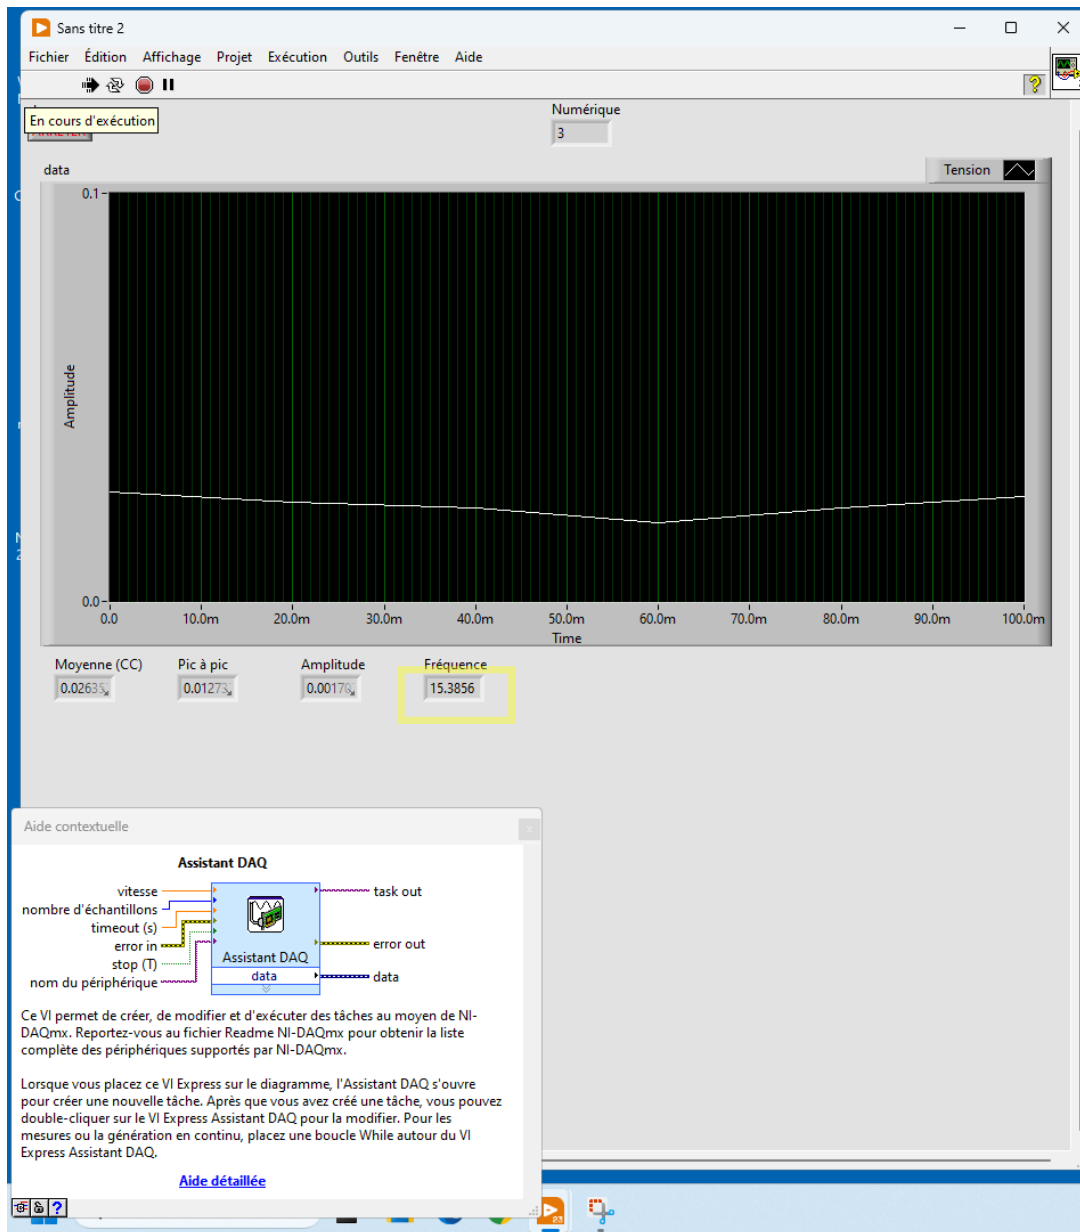 Sans titre 2
Fichier Édition Affichage Projet Exécution Outils Fenêtre Aide
En cours d'exécution
Numérique
3
data
Tension
0.1
Amplitude
0.0
0.0 10.0m 20.0m 30.0m 40.0m 50.0m 60.0m 70.0m 80.0m 90.0m 100.0m
Time
Moyenne (CC) Pic à pic Amplitude Fréquence
0.02635 0.01273 0.00170 15.3856
Aide contextuelle
Assistant DAQ
vitesse
nombre d'échantillons
timeout (s)
error in
stop (T)
nom du périphérique
Assistant DAQ
data
task out
error out
data
Ce VI permet de créer, de modifier et d'exécuter des tâches au moyen de NI-
DAQmx. Reportez-vous au fichier Readme NI-DAQmx pour obtenir la liste
complète des périphériques supportés par NI-DAQmx.
Lorsque vous placez ce VI Express sur le diagramme, l'Assistant DAQ s'ouvre
pour créer une nouvelle tâche. Après que vous avez créé une tâche, vous pouvez
double-cliquer sur le VI Express Assistant DAQ pour la modifier. Pour les
mesures ou la génération en continu, placez une boucle While autour du VI
Express Assistant DAQ.
Aide détaillée
23